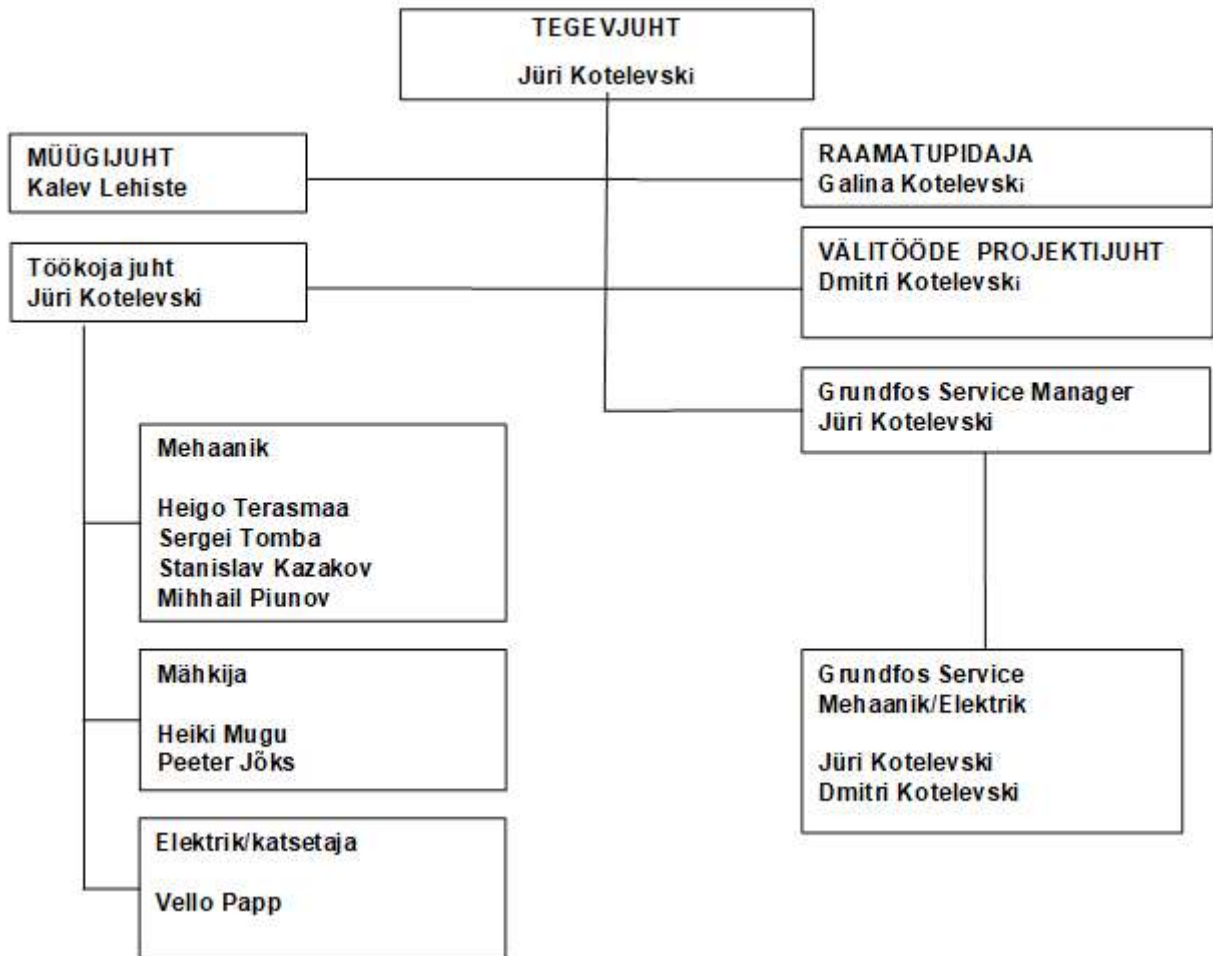 TEGEVJUHT
Jüri Kotelevski
MÜÜGIJUHT
Kalev Lehiste
RAAMATUPIDAJA
Galina Kotelevski
Töökoja juht
Jüri Kotelevski
VÄLITÖÖDE PROJEKTIJUHT
Dmitri Kotelevski
Grundfos Service Manager
Jüri Kotelevski
Mehaanik
Heigo Terasmaa
Sergei Tomba
Stanislav Kazakov
Mihhail Piunov
Mähkija
Heiki Mugu
Peeter Jõks
Elektrik/katsetaja
Vello Papp
Grundfos Service
Mehaanik/Elektrik
Jüri Kotelevski
Dmitri Kotelevski